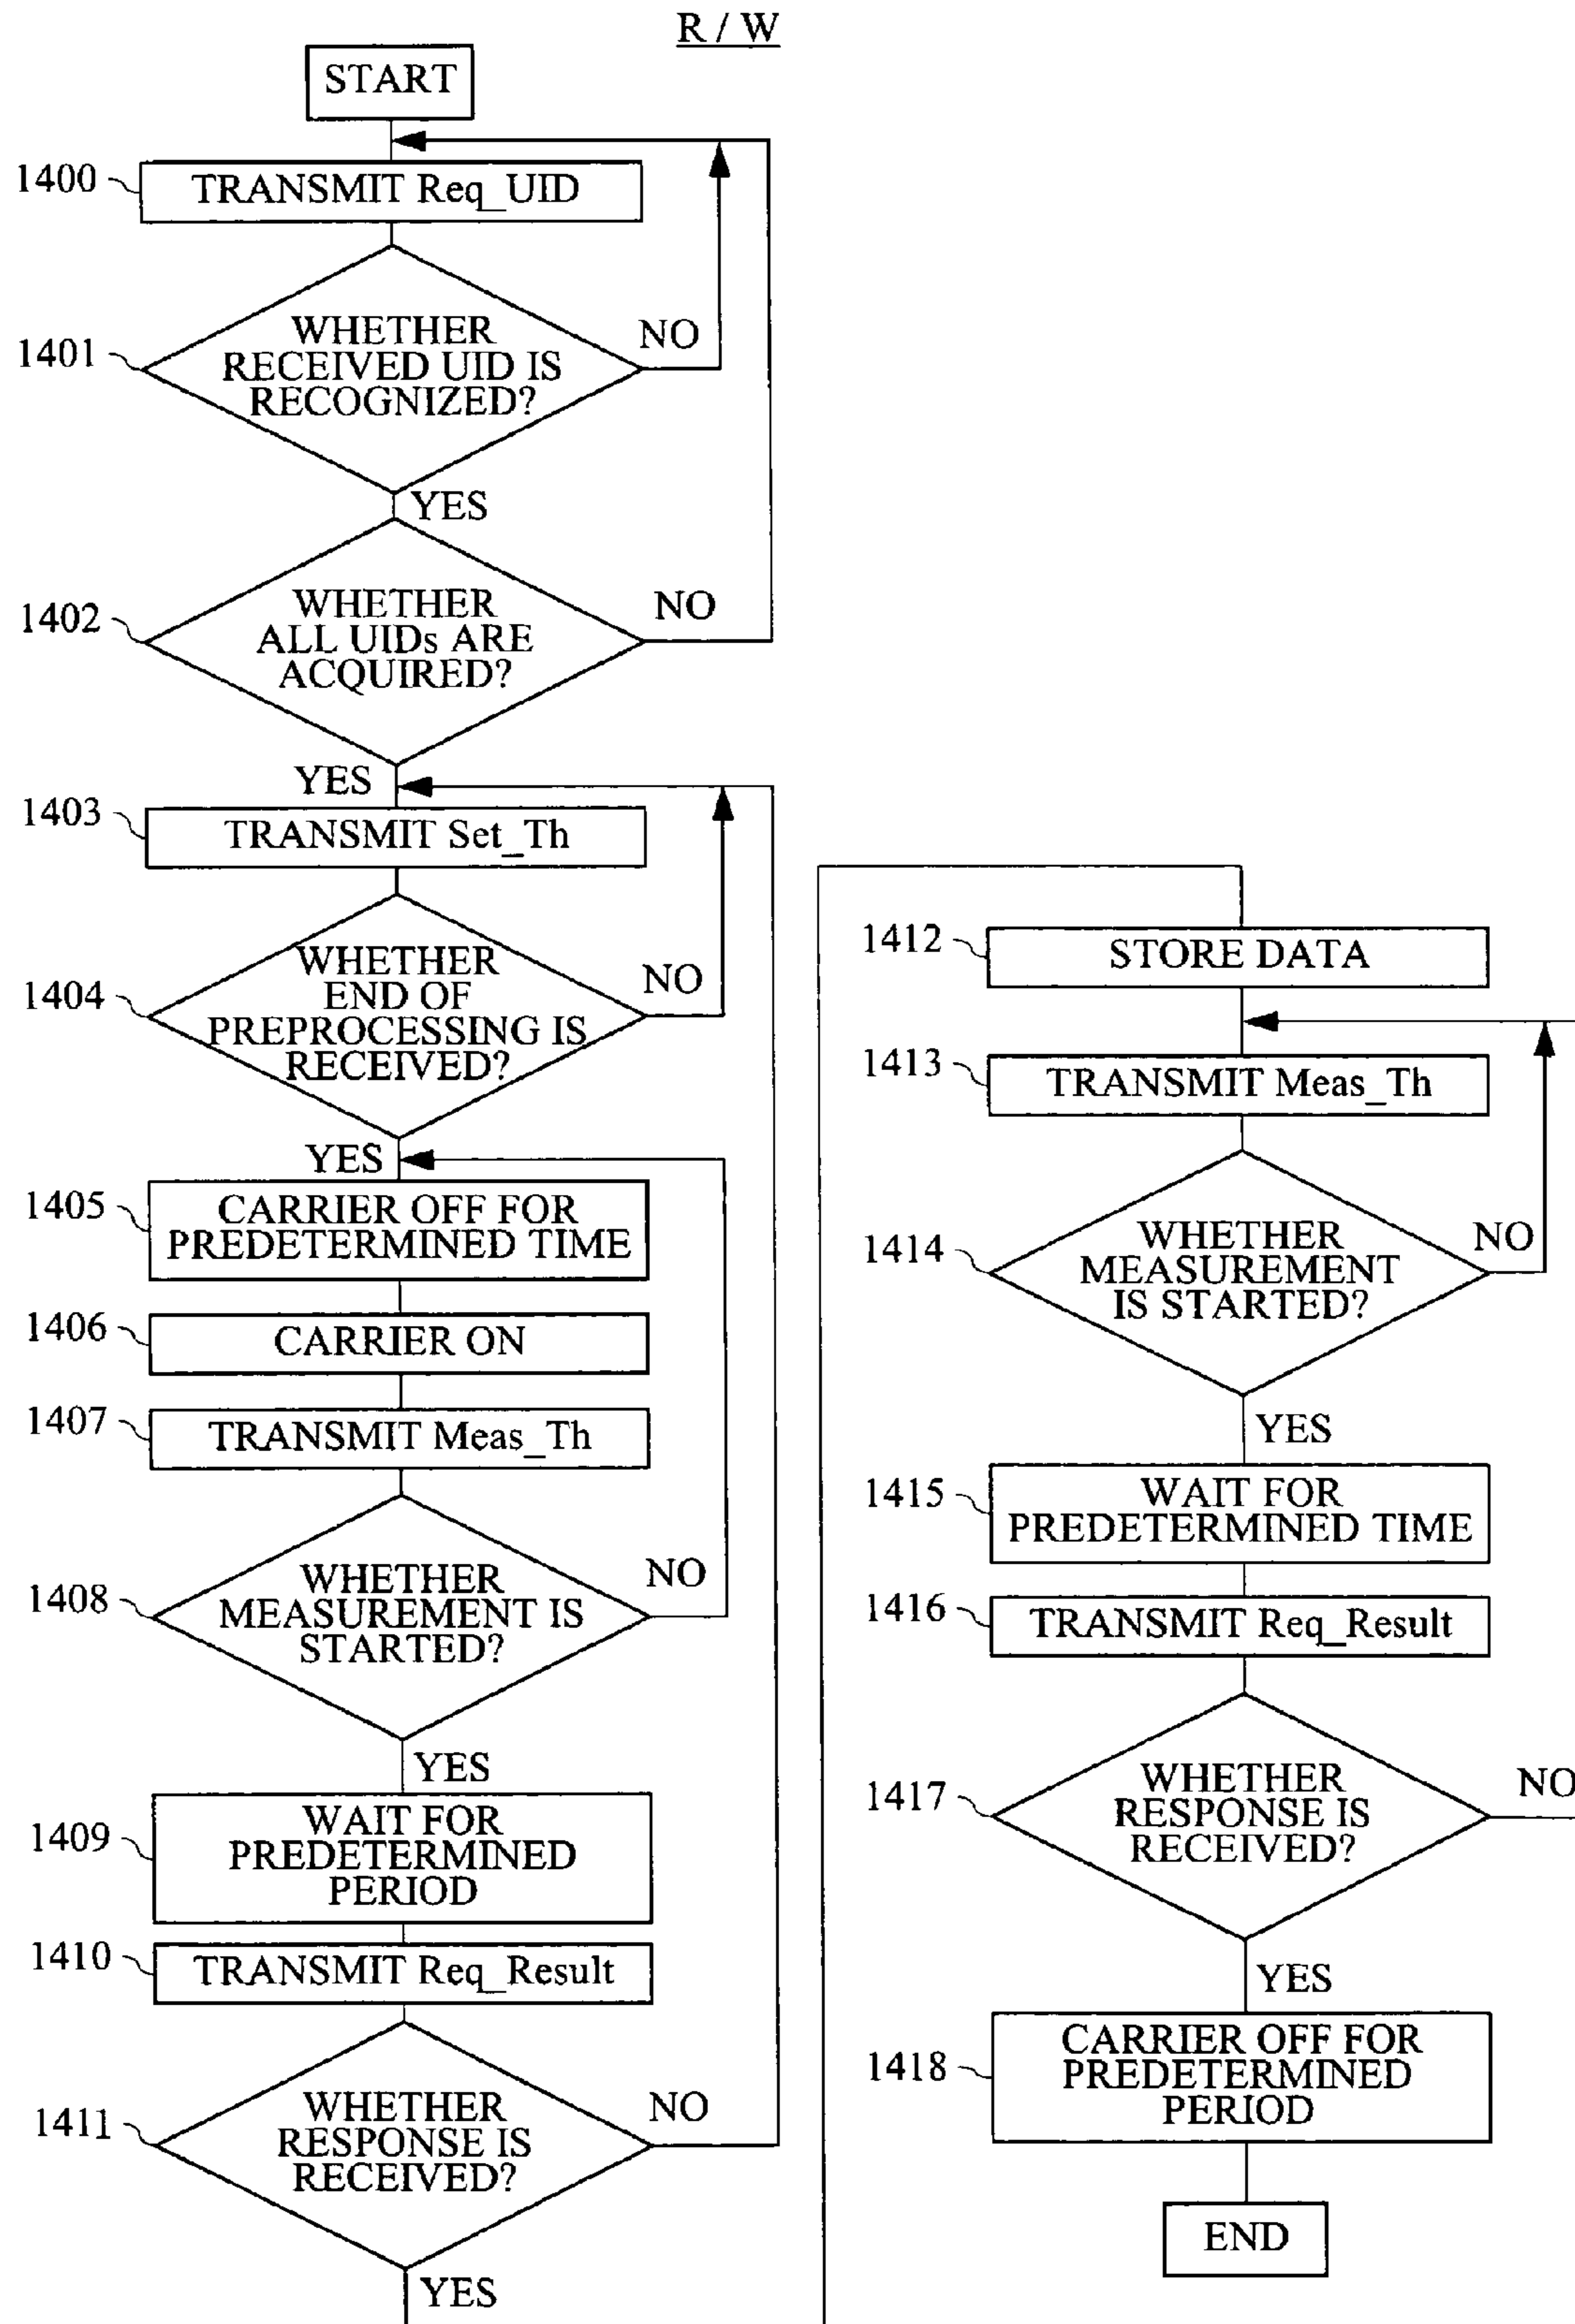 R / W
START
1400
TRANSMIT Req_UID
1401
WHETHER
RECEIVED UID IS
RECOGNIZED?
NO
YES
1402
WHETHER
ALL UIDs ARE
ACQUIRED?
NO
YES
1403
TRANSMIT Set_Th
1404
WHETHER
END OF
PREPROCESSING IS
RECEIVED?
NO
YES
1405
CARRIER OFF FOR
PREDETERMINED TIME
1406
CARRIER ON
1407
TRANSMIT Meas_Th
1408
WHETHER
MEASUREMENT IS
STARTED?
NO
YES
1409
WAIT FOR
PREDETERMINED
PERIOD
1410
TRANSMIT Req_Result
1411
WHETHER
RESPONSE IS
RECEIVED?
NO
YES
1412
STORE DATA
1413
TRANSMIT Meas_Th
1414
WHETHER
MEASUREMENT
IS STARTED?
NO
YES
1415
WAIT FOR
PREDETERMINED TIME
1416
TRANSMIT Req_Result
1417
WHETHER
RESPONSE IS
RECEIVED?
NO
YES
1418
CARRIER OFF FOR
PREDETERMINED
PERIOD
END